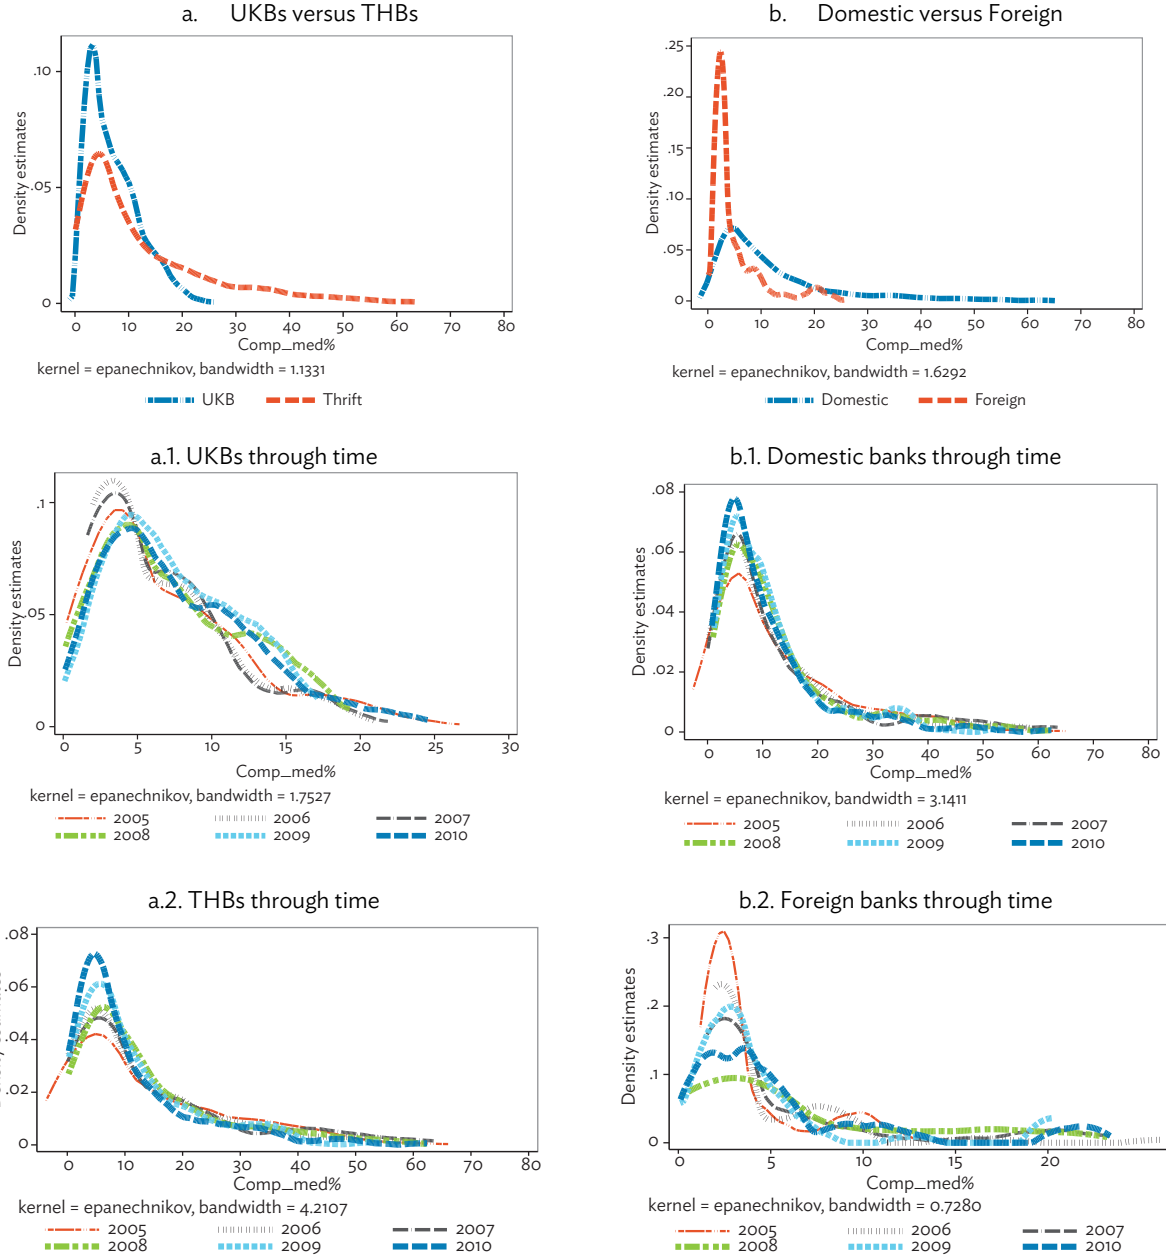 a. UKBs versus THBs
Density estimates
.10
.05
0
0 10 20 30 40 50 60 70 80
Comp_med%
kernel = epanechnikov, bandwidth = 1.1331
UKB Thrift
b. Domestic versus Foreign
Density estimates
.25
.20
.15
.10
.05
0
0 10 20 30 40 50 60 70 80
Comp_med%
kernel = epanechnikov, bandwidth = 1.6292
Domestic Foreign
a.1. UKBs through time
Density estimates
.1
.05
0
0 5 10 15 20 25 30
Comp_med%
kernel = epanechnikov, bandwidth = 1.7527
2005 2006 2007
2008 2009 2010
b.1. Domestic banks through time
Density estimates
.08
.06
.04
.02
0
0 10 20 30 40 50 60 70 80
Comp_med%
kernel = epanechnikov, bandwidth = 3.1411
2005 2006 2007
2008 2009 2010
a.2. THBs through time
.08
.06
.04
.02
0
0 10 20 30 40 50 60 70 80
Comp_med%
kernel = epanechnikov, bandwidth = 4.2107
2005 2006 2007
2008 2009 2010
b.2. Foreign banks through time
Density estimates
.3
.2
.1
0
0 5 10 15 20
Comp_med%
kernel = epanechnikov, bandwidth = 0.7280
2005 2006 2007
2008 2009 2010